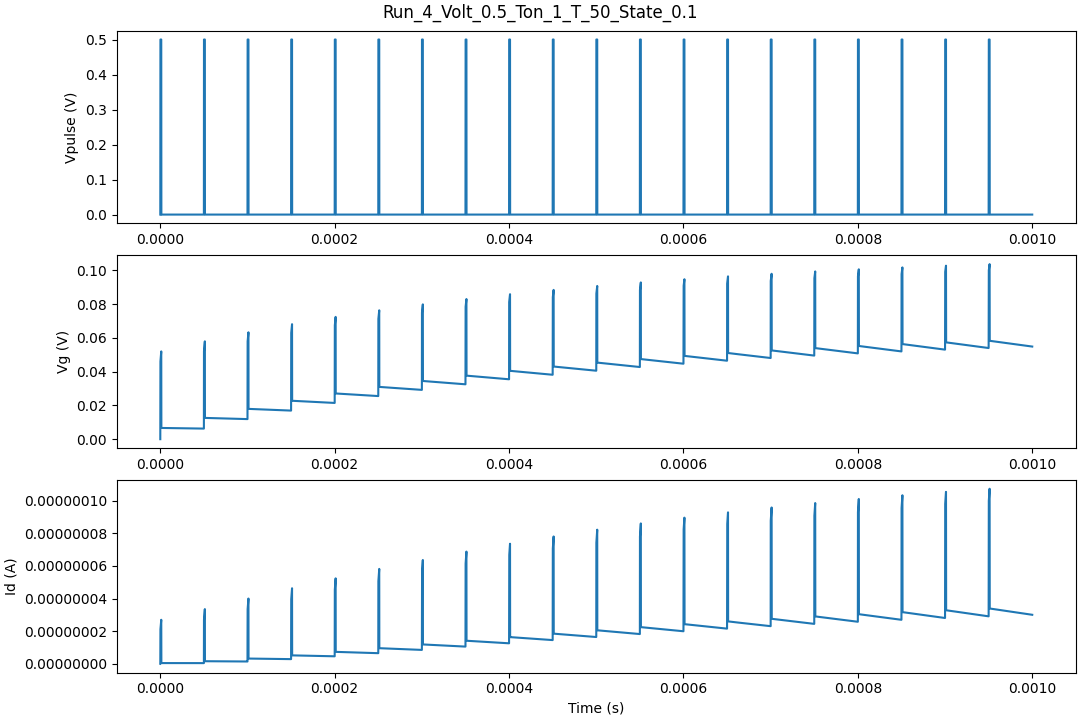 Run_4_Volt_0.5_Ton_1_T_50_State_0.1
Vpulse (V)
0.5
0.4
0.3
0.2
0.1
0.0
0.0000 0.0002 0.0004 0.0006 0.0008 0.0010
Vg (V)
0.10
0.08
0.06
0.04
0.02
0.00
0.0000 0.0002 0.0004 0.0006 0.0008 0.0010
Id (A)
0.00000010
0.00000008
0.00000006
0.00000004
0.00000002
0.00000000
0.0000 0.0002 0.0004 0.0006 0.0008 0.0010
Time (s)